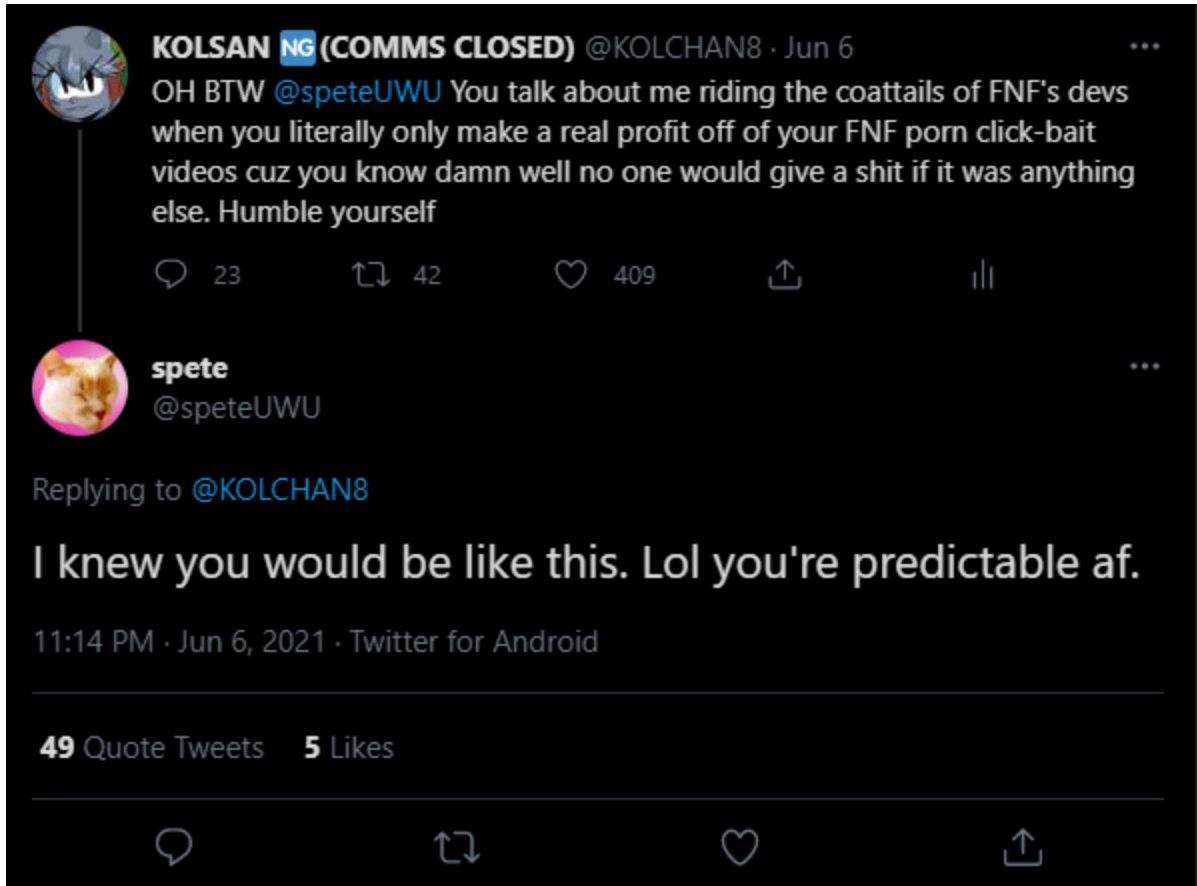 KOLSAN NG (COMMS CLOSED) @KOLCHAN8 · Jun 6
OH BTW @speteUWU You talk about me riding the coattails of FNF's devs
when you literally only make a real profit off of your FNF porn click-bait
videos cuz you know damn well no one would give a shit if it was anything
else. Humble yourself
23 42 409
spete
@speteUWU
Replying to @KOLCHAN8
I knew you would be like this. Lol you're predictable af.
11:14 PM · Jun 6, 2021 · Twitter for Android
49 Quote Tweets 5 Likes